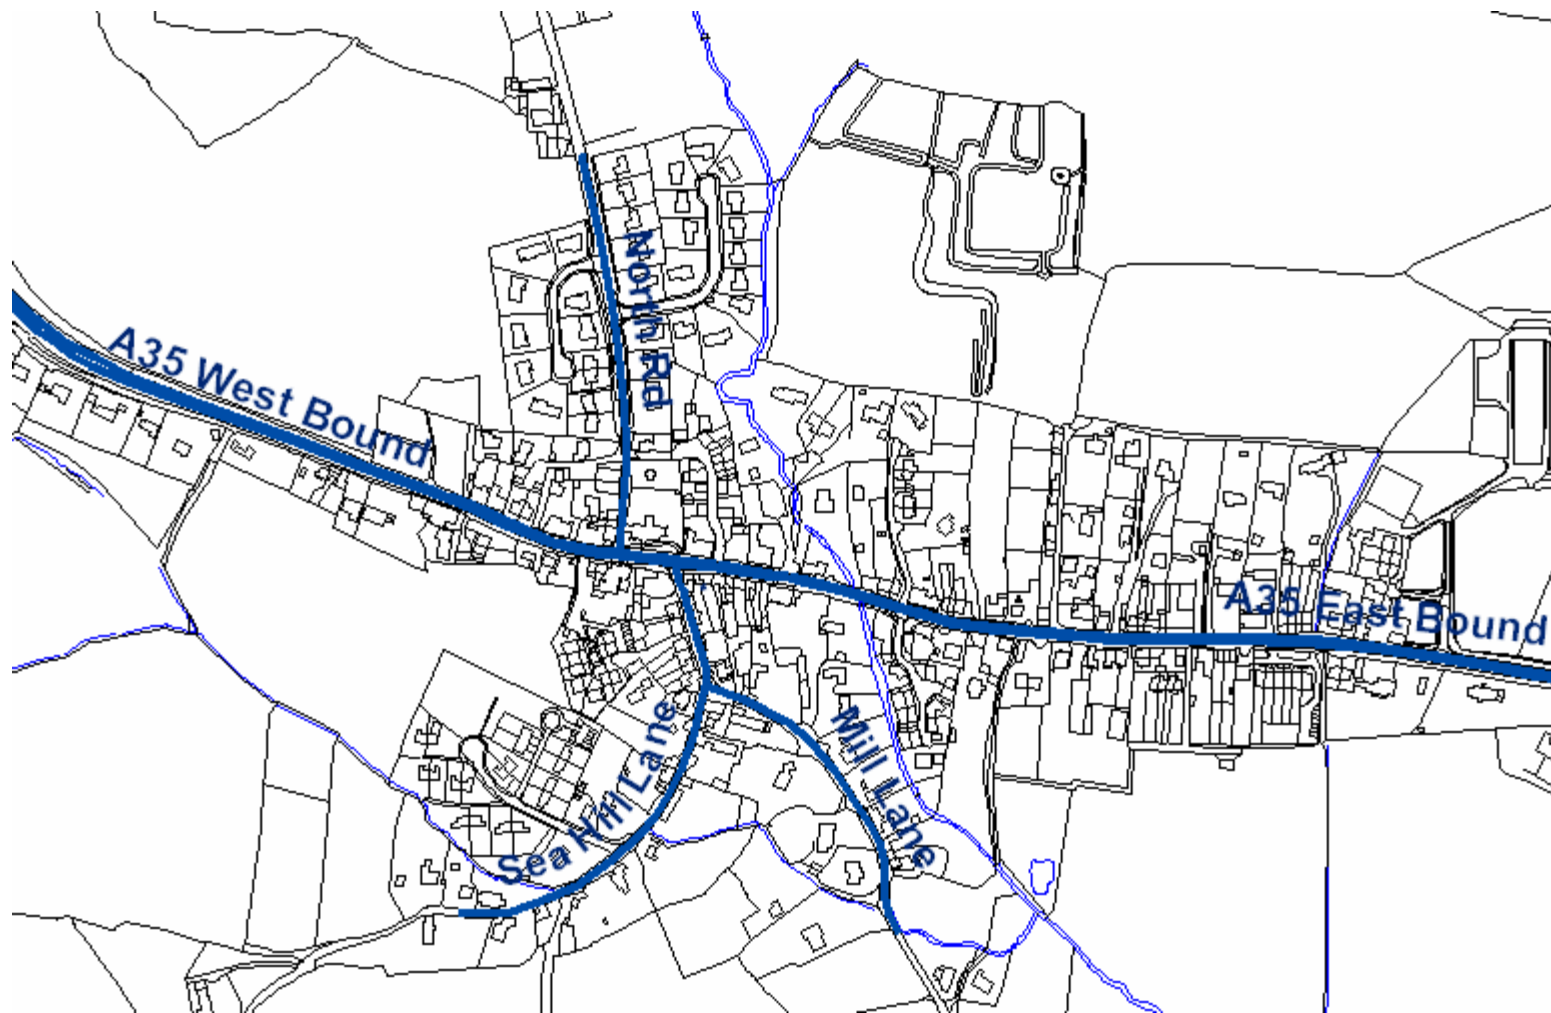 North Rd
A35 West Bound
A35 East Bound
Sea Hill Lane
Mill Lane